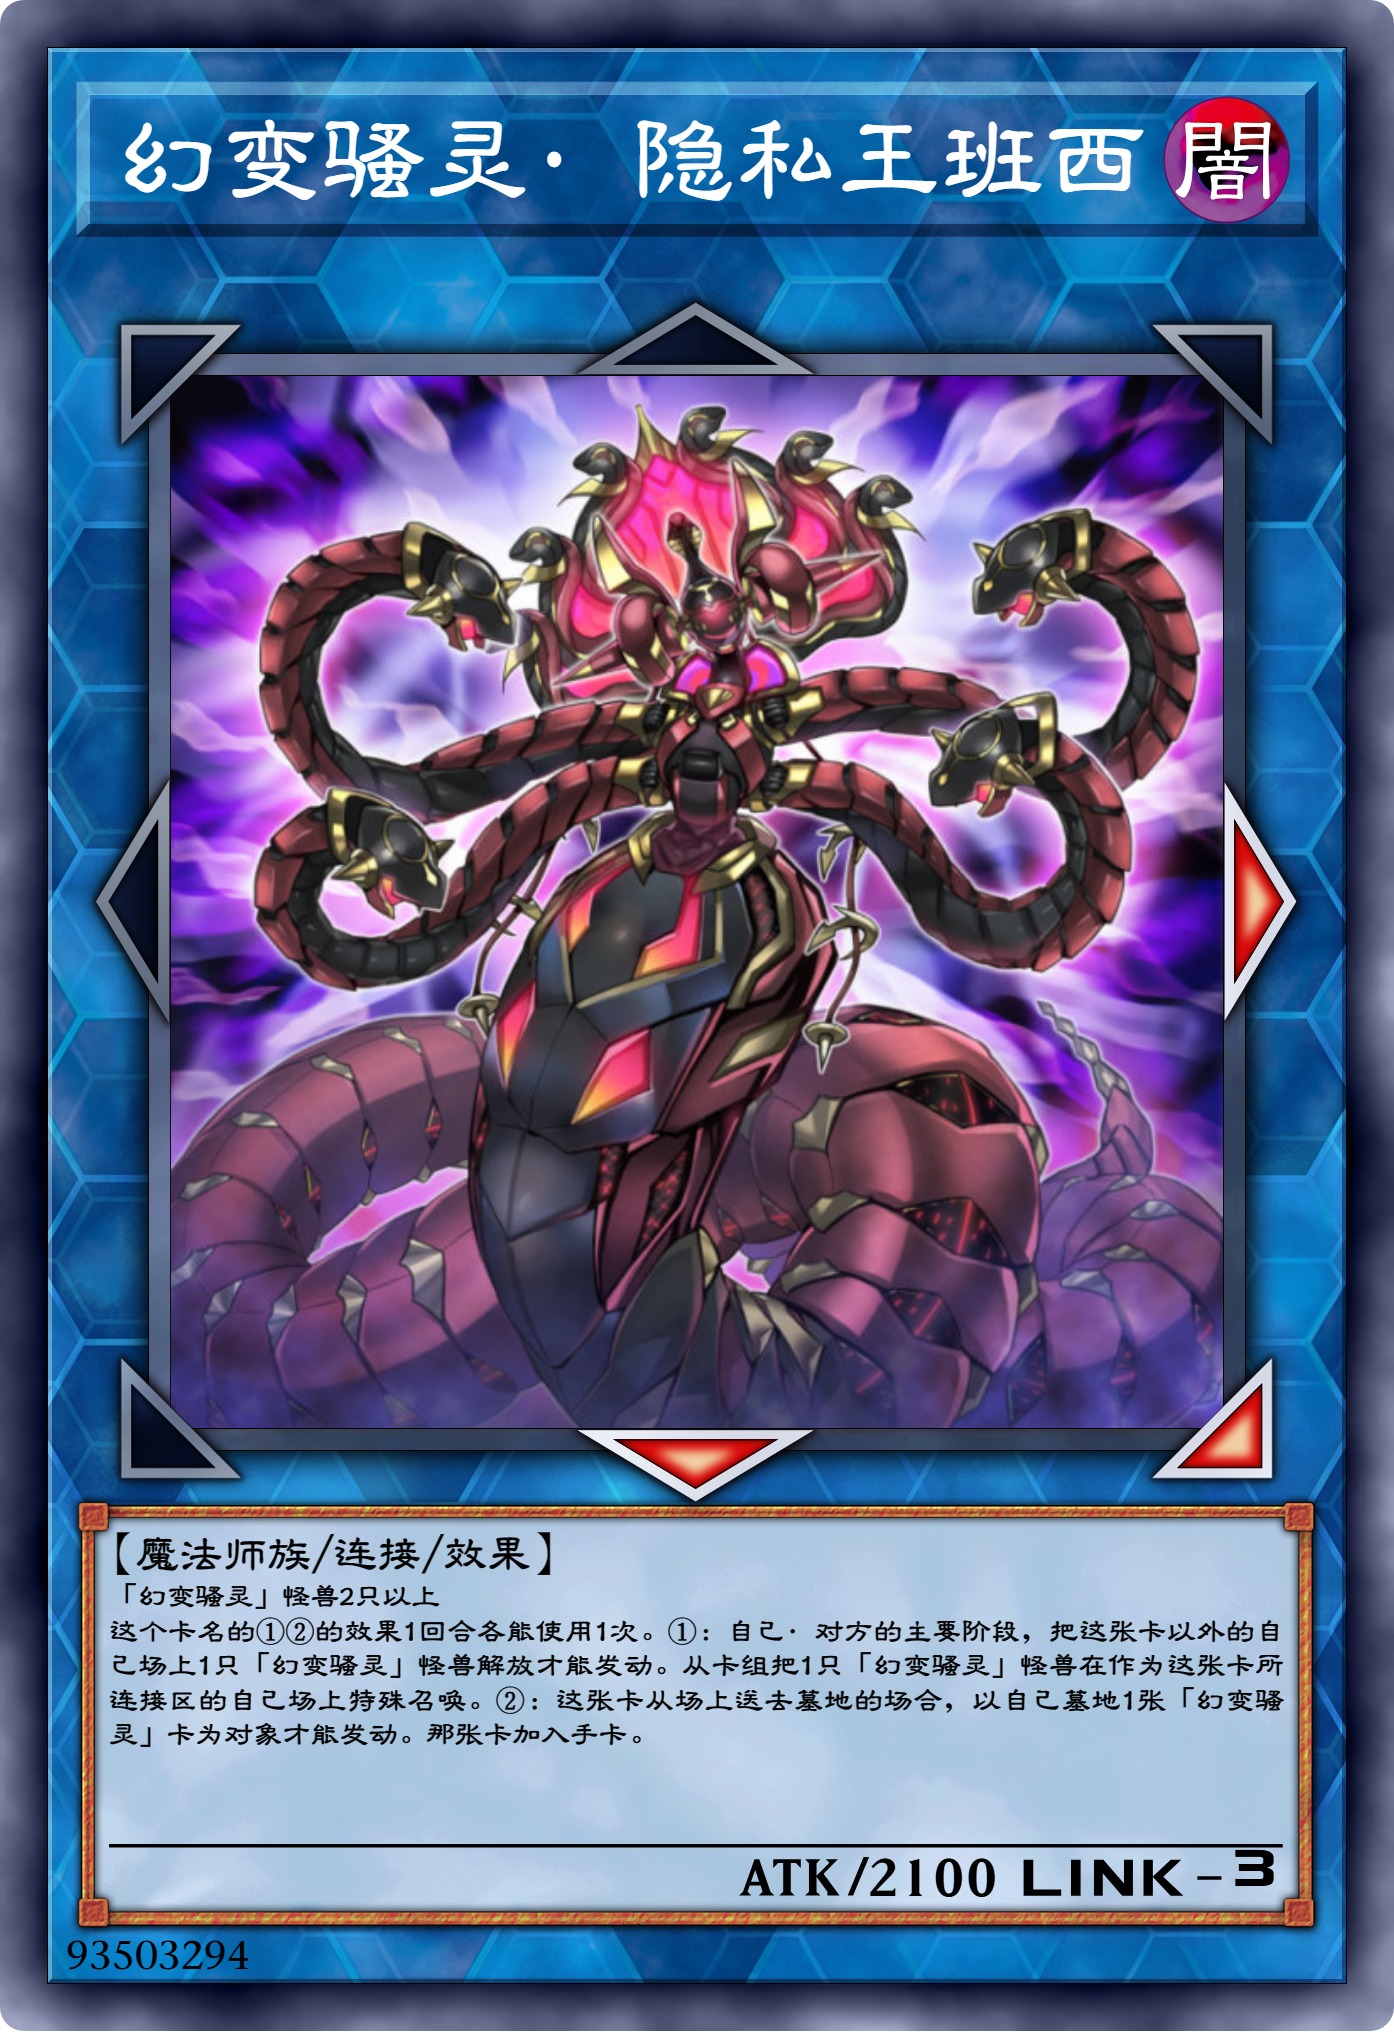 幻变骚灵· 隐私王班西 闇
【魔法师族/连接/效果】
「幻变骚灵」怪兽2只以上
这个卡名的①②的效果1回合各能使用1次。①：自己· 对方的主要阶段，把这张卡以外的自
己场上1只「幻变骚灵」怪兽解放才能发动。从卡组把1只「幻变骚灵」怪兽在作为这张卡所
连接区的自己场上特殊召唤。②：这张卡从场上送去墓地的场合，以自己墓地1张「幻变骚
灵」卡为对象才能发动。那张卡加入手卡。
ATK/2100 LINK-3
93503294